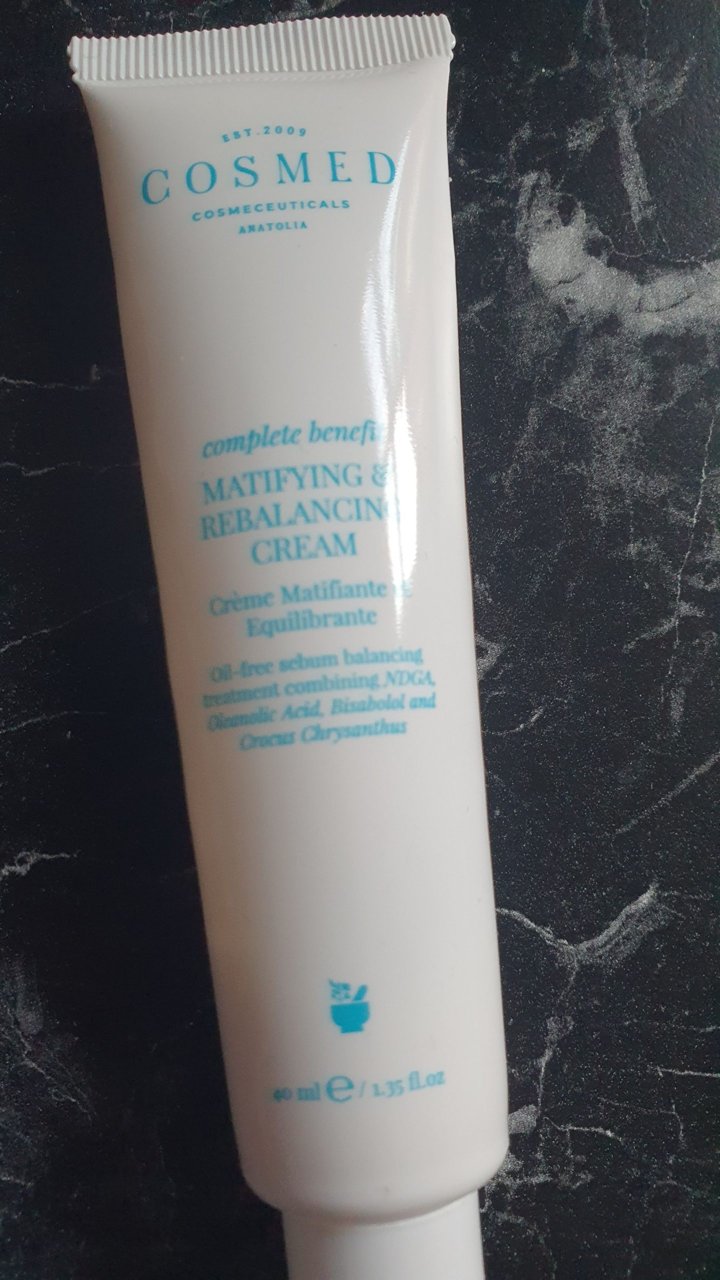 EST.2009
COSMED
COSMECEUTICALS
ANATOLIA
complete benefit
MATIFYING &
REBALANCING
CREAM
Crème Matifiante &
Equilibrante
Oil-free sebum balancing
treatment combining NDGA,
Oleanolic Acid, Bisabolol and
Crocus Chrysanthus
40 ml ℮ / 1.35 fl.oz